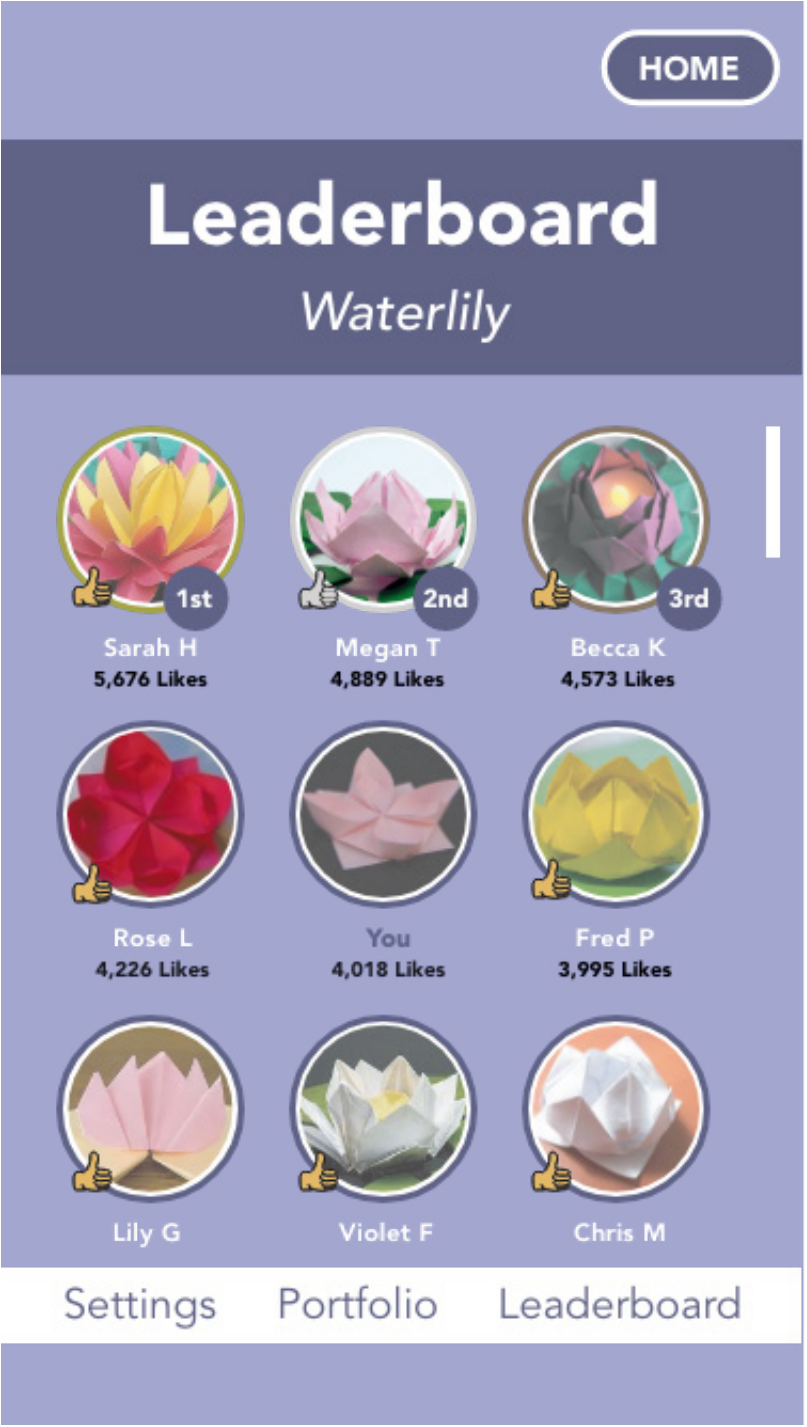 HOME
Leaderboard
Waterlily
1st
2nd
3rd
Sarah H
Megan T
Becca K
5,676 Likes
4,889 Likes
4,573 Likes
Rose L
You
Fred P
4,226 Likes
4,018 Likes
3,995 Likes
Lily G
Violet F
Chris M
Settings
Portfolio
Leaderboard